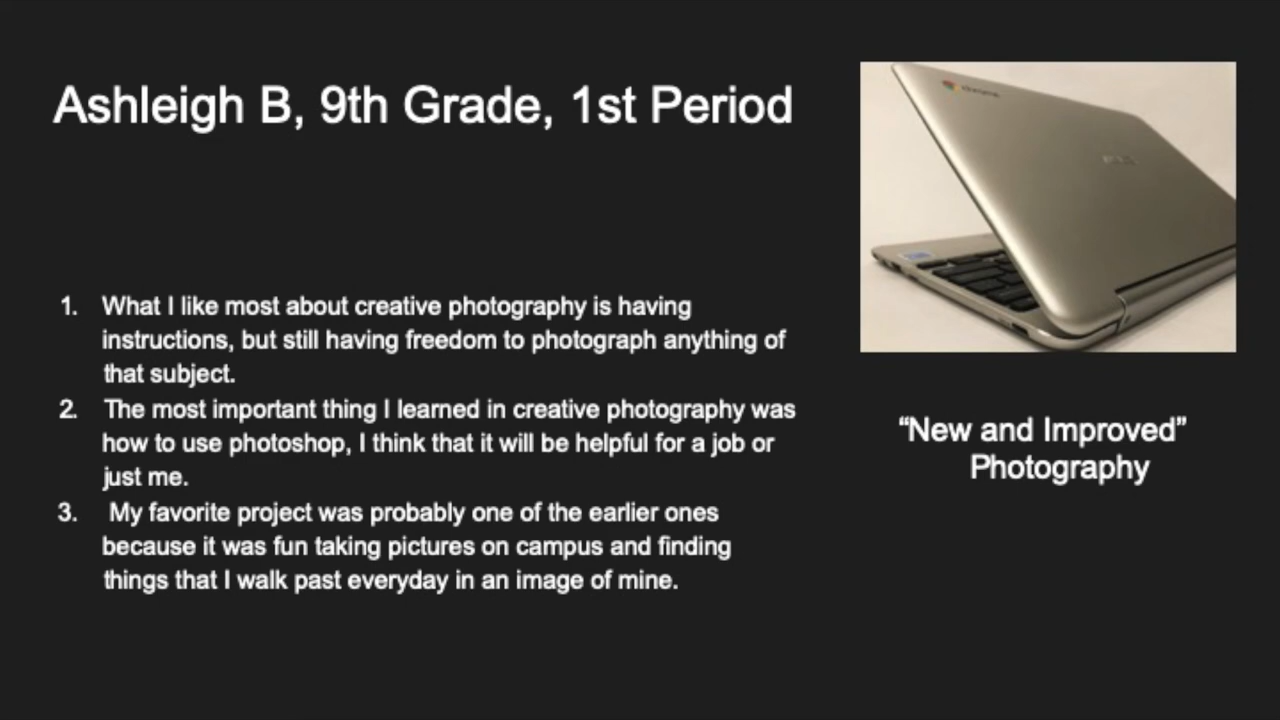 Ashleigh B, 9th Grade, 1st Period
1. What I like most about creative photography is having
instructions, but still having freedom to photograph anything of
that subject.
2. The most important thing I learned in creative photography was
how to use photoshop, I think that it will be helpful for a job or
just me.
3. My favorite project was probably one of the earlier ones
because it was fun taking pictures on campus and finding
things that I walk past everyday in an image of mine.
chrome
“New and Improved”
Photography